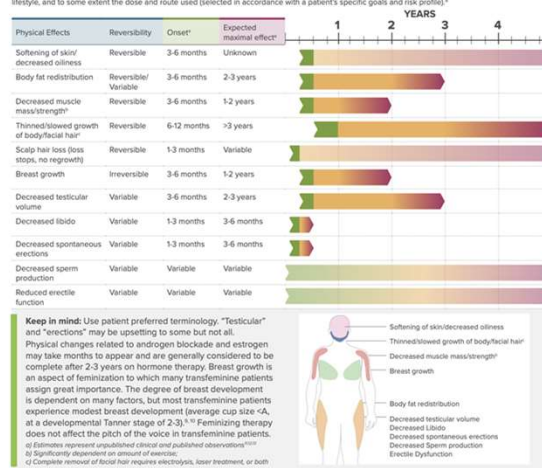 lifestyle, and to some extent the dose and route used (selected in accordance with a patient's specific goals and risk profile).
YEARS
Physical Effects Reversibility Onsetᵃ Expected maximal effectᵃ 1 2 3 4
Softening of skin/ decreased oiliness Reversible 3-6 months Unknown
Body fat redistribution Reversible/ Variable 3-6 months 2-3 years
Decreased muscle mass/strengthᵇ Reversible 3-6 months 1-2 years
Thinned/slowed growth of body/facial hairᶜ Reversible 6-12 months >3 years
Scalp hair loss (loss stops, no regrowth) Reversible 1-3 months Variable
Breast growth Irreversible 3-6 months 1-2 years
Decreased testicular volume Variable 3-6 months 2-3 years
Decreased libido Variable 1-3 months 3-6 months
Decreased spontaneous erections Variable 1-3 months 3-6 months
Decreased sperm production Variable Variable Variable
Reduced erectile function Variable Variable Variable
Keep in mind: Use patient preferred terminology. "Testicular"
and "erections" may be upsetting to some but not all.
Physical changes related to androgen blockade and estrogen
may take months to appear and are generally considered to be
complete after 2-3 years on hormone therapy. Breast growth is
an aspect of feminization to which many transfeminine patients
assign great importance. The degree of breast development
is dependent on many factors, but most transfeminine patients
experience modest breast development (average cup size <A,
at a developmental Tanner stage of 2-3).⁹,¹⁰ Feminizing therapy
does not affect the pitch of the voice in transfeminine patients.
a) Estimates represent published and unpublished clinical observations
b) Significantly dependent on amount of exercise;
c) Complete removal of facial hair requires electrolysis, laser treatment, or both
Softening of skin/decreased oiliness
Thinned/slowed growth of body/facial hairᶜ
Decreased muscle mass/strengthᵇ
Breast growth
Body fat redistribution
Decreased testicular volume
Decreased Libido
Decreased spontaneous erections
Decreased Sperm production
Erectile Dysfunction